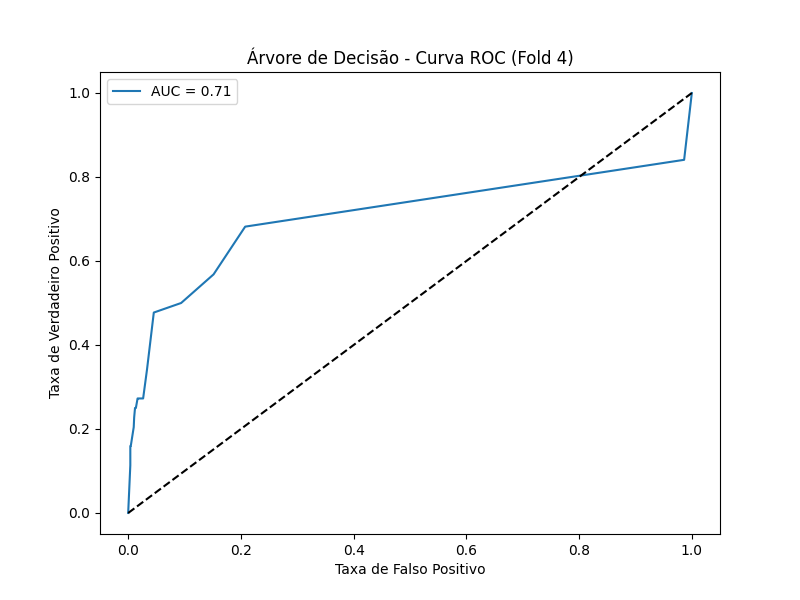 Árvore de Decisão - Curva ROC (Fold 4)
AUC = 0.71
1.0
0.8
0.6
0.4
0.2
0.0
Taxa de Verdadeiro Positivo
0.0 0.2 0.4 0.6 0.8 1.0
Taxa de Falso Positivo